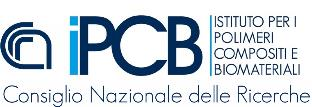 iPCB
ISTITUTO PER I
POLIMERI
COMPOSITI E
BIOMATERIALI
Consiglio Nazionale delle Ricerche